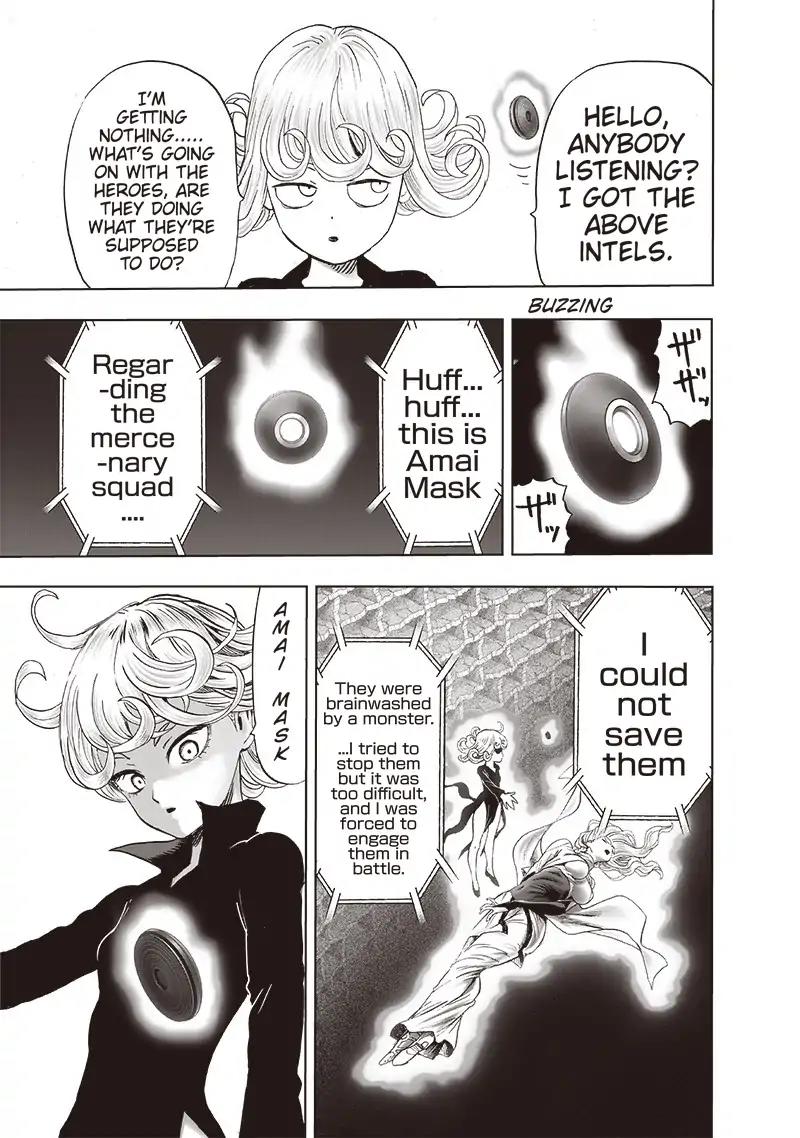 HELLO,
ANYBODY
LISTENING?
I GOT THE
ABOVE
INTELS.
I'M
GETTING
NOTHING.....
WHAT'S GOING
ON WITH THE
HEROES, ARE
THEY DOING
WHAT THEY'RE
SUPPOSED
TO DO?
BUZZING
ザザッ
ザッ
Huff...
huff...
this is
Amai
Mask
Regar
-ding
the
merce
-nary
squad
....
I
could
not
save
them
They were
brainwashed
by a monster.
...I tried to
stop them
but it was
too difficult,
and I was
forced to
engage
them in
battle.
AMAI MASK